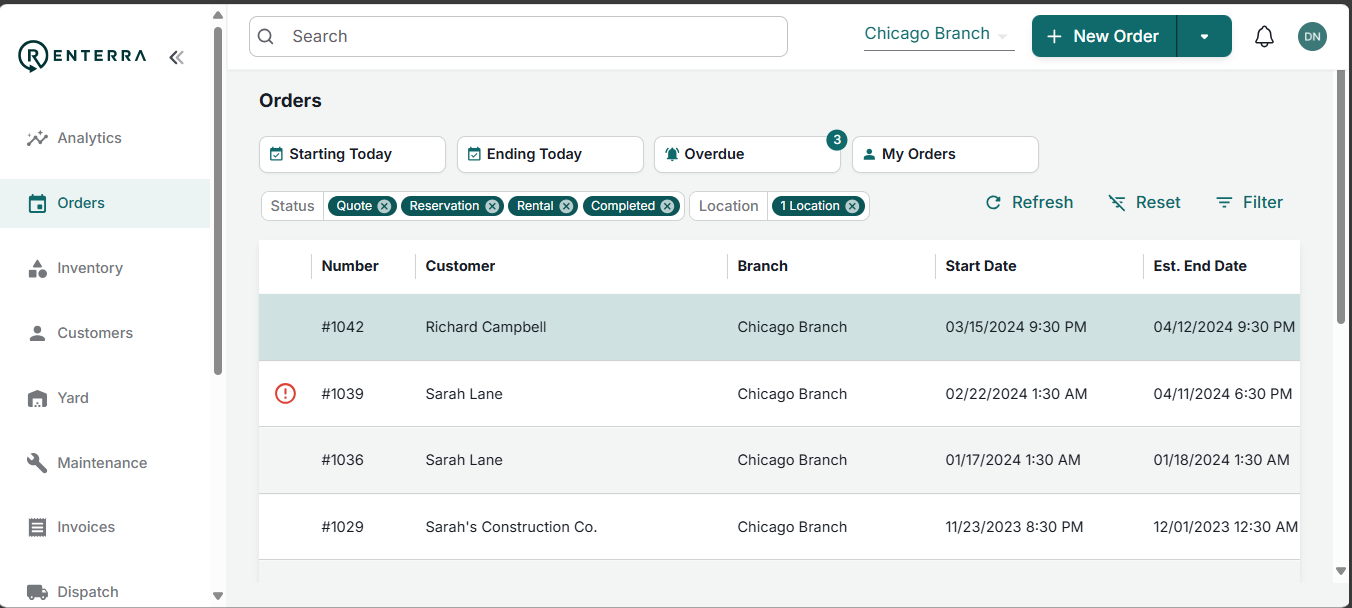 RENTERRA
Search
Chicago Branch
+ New Order
DN
Analytics
Orders
Inventory
Customers
Yard
Maintenance
Invoices
Dispatch
Orders
Starting Today
Ending Today
Overdue 3
My Orders
Status Quote Reservation Rental Completed Location 1 Location
Refresh Reset Filter
Number Customer Branch Start Date Est. End Date
#1042 Richard Campbell Chicago Branch 03/15/2024 9:30 PM 04/12/2024 9:30 PM
#1039 Sarah Lane Chicago Branch 02/22/2024 1:30 AM 04/11/2024 6:30 PM
#1036 Sarah Lane Chicago Branch 01/17/2024 1:30 AM 01/18/2024 1:30 AM
#1029 Sarah's Construction Co. Chicago Branch 11/23/2023 8:30 PM 12/01/2023 12:30 AM